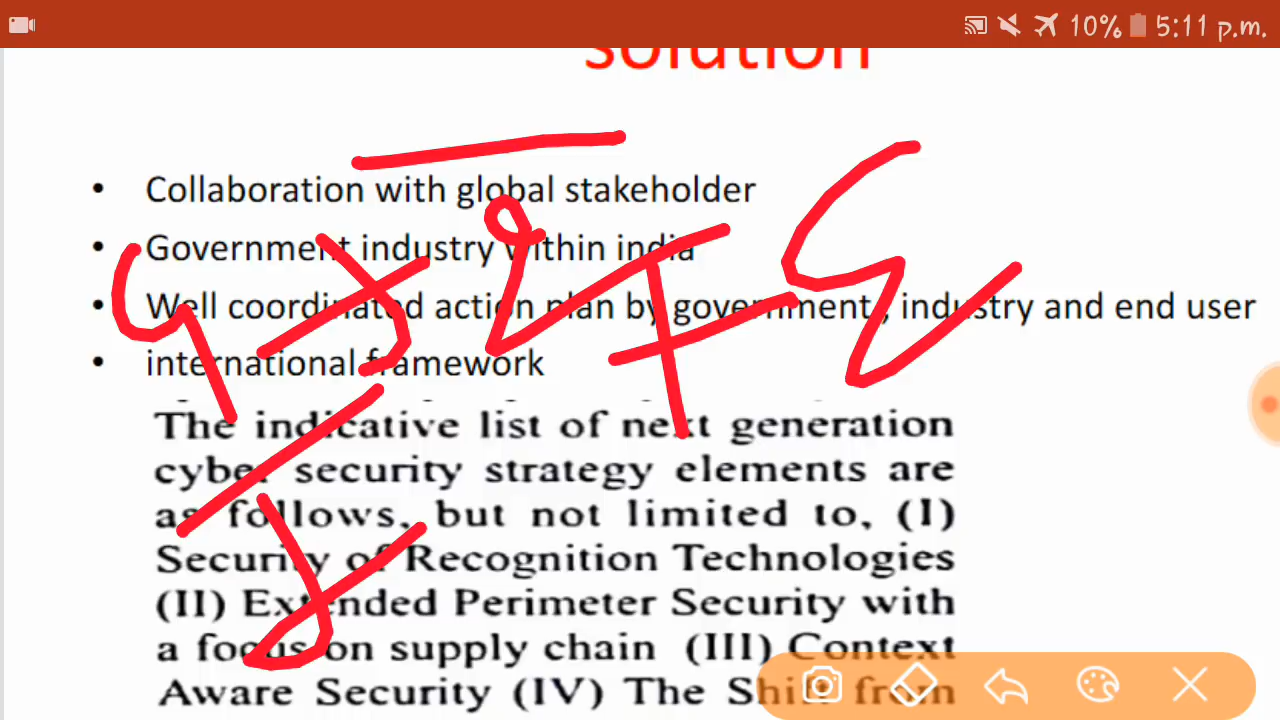 10% 5:11 p.m.
solution
• Collaboration with global stakeholder
• Government industry within india
• Well coordinated action plan by government , industry and end user
• international framework
The indicative list of next generation
cyber security strategy elements are
as follows, but not limited to, (I)
Security of Recognition Technologies
(II) Extended Perimeter Security with
a focus on supply chain (III) Context
Aware Security (IV) The Shift from